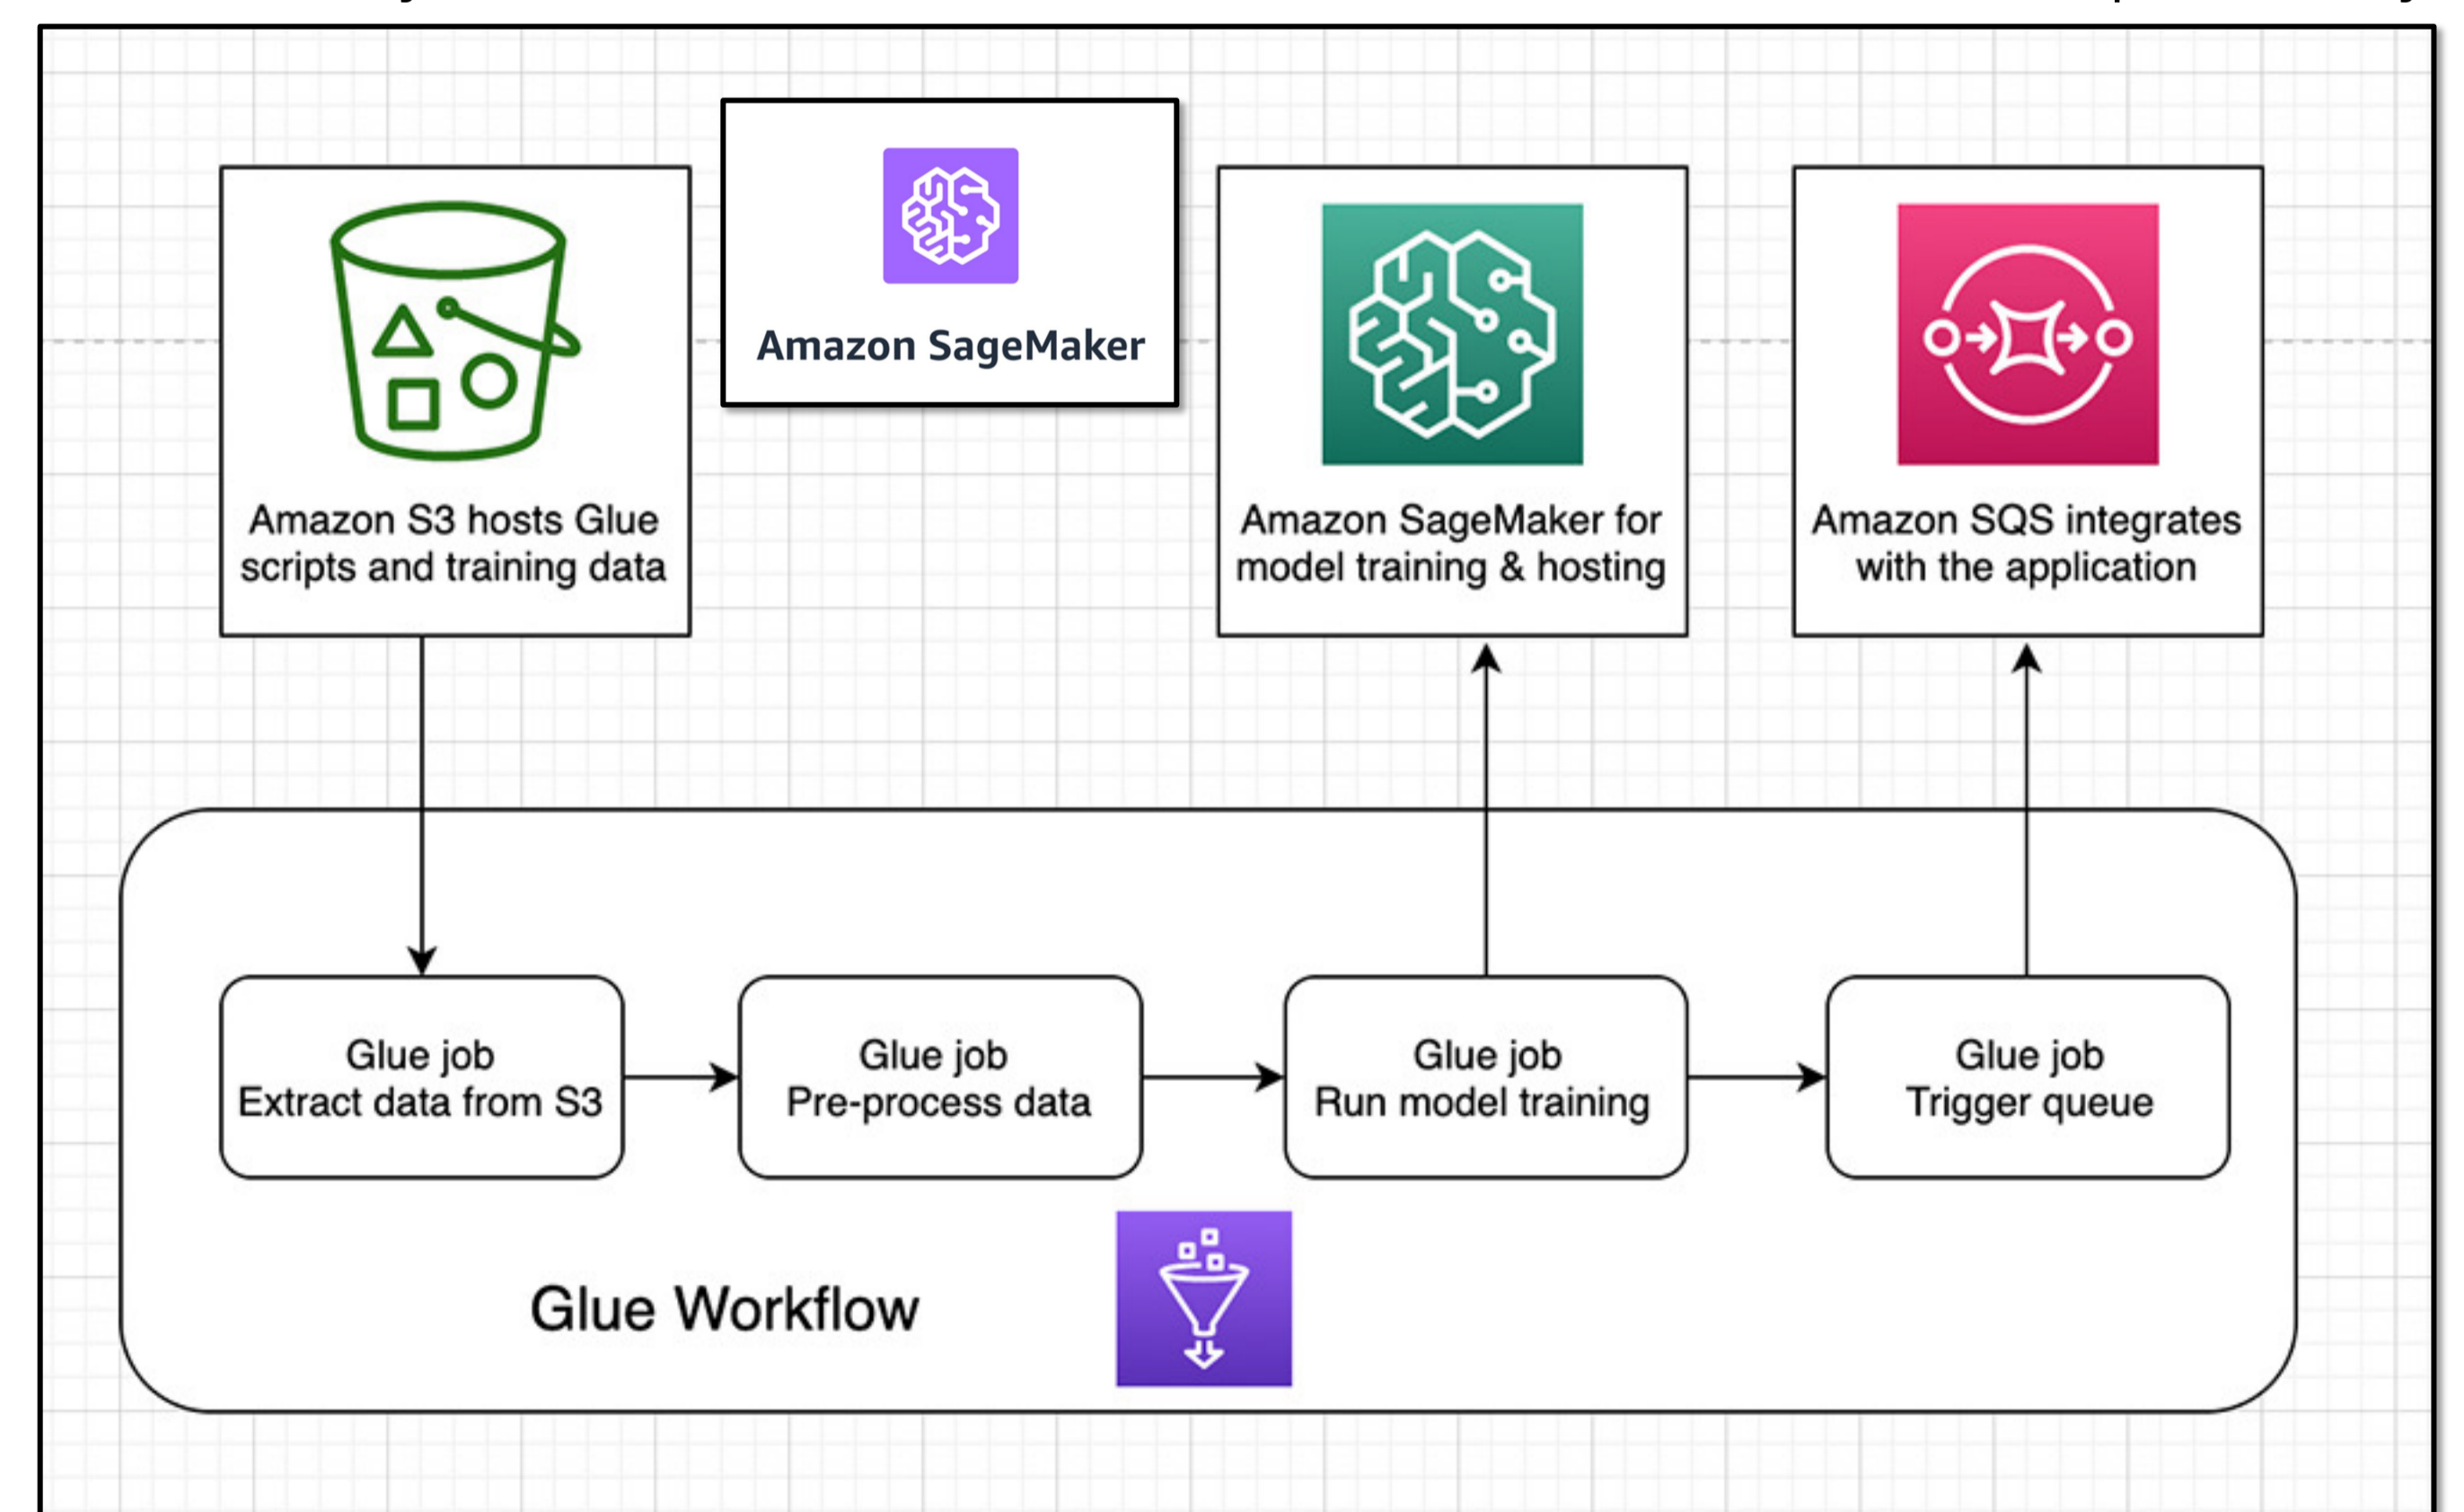 Amazon SageMaker
Amazon S3 hosts Glue
scripts and training data
Amazon SageMaker for
model training & hosting
Amazon SQS integrates
with the application
Glue job
Extract data from S3
Glue job
Pre-process data
Glue job
Run model training
Glue job
Trigger queue
Glue Workflow